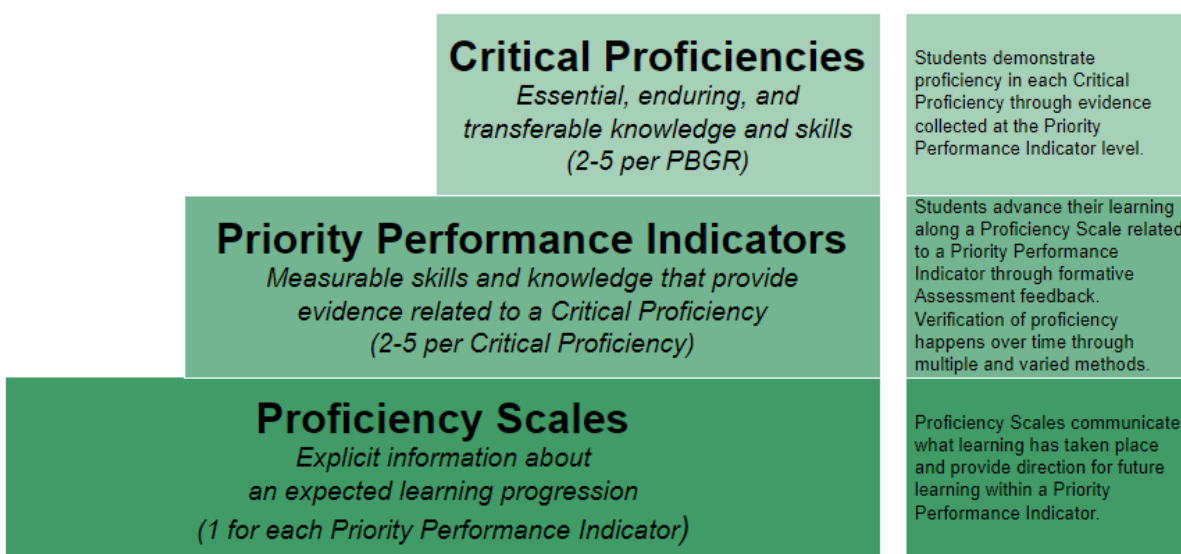 Critical Proficiencies
Essential, enduring, and
transferable knowledge and skills
(2-5 per PBGR)
Students demonstrate
proficiency in each Critical
Proficiency through evidence
collected at the Priority
Performance Indicator level.
Priority Performance Indicators
Measurable skills and knowledge that provide
evidence related to a Critical Proficiency
(2-5 per Critical Proficiency)
Students advance their learning
along a Proficiency Scale related
to a Priority Performance
Indicator through formative
Assessment feedback.
Verification of proficiency
happens over time through
multiple and varied methods.
Proficiency Scales
Explicit information about
an expected learning progression
(1 for each Priority Performance Indicator)
Proficiency Scales communicate
what learning has taken place
and provide direction for future
learning within a Priority
Performance Indicator.